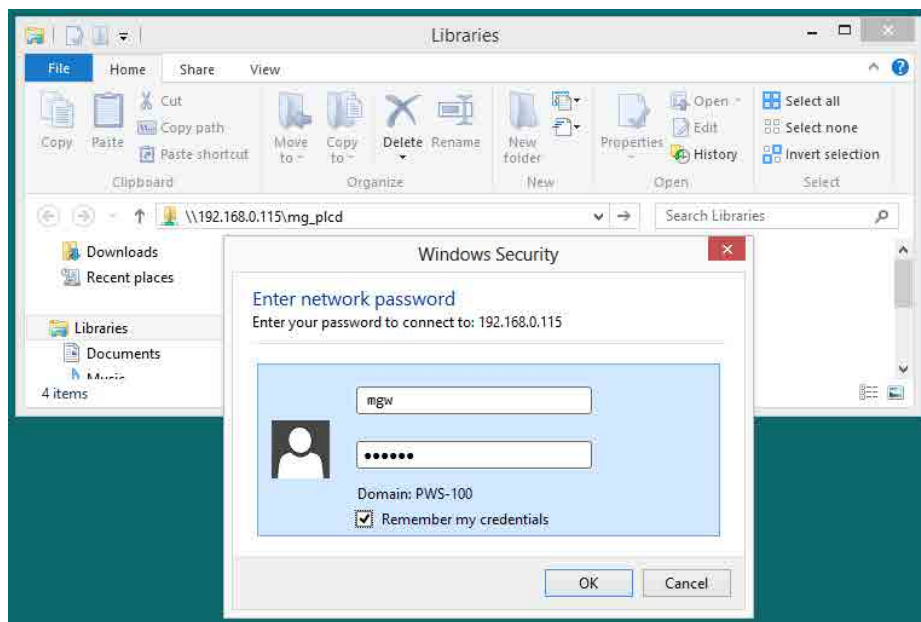 Libraries
File Home Share View
Copy
Paste
Cut
Copy path
Paste shortcut
Clipboard
Move to
Copy to
Delete
Rename
Organize
New folder
New
Properties
Open
Edit
History
Open
Select all
Select none
Invert selection
Select
\\192.168.0.115\mg_plcd
Search Libraries
Downloads
Recent places
Libraries
Documents
Music
4 items
Windows Security
Enter network password
Enter your password to connect to: 192.168.0.115
mgw
••••••
Domain: PWS-100
Remember my credentials
OK Cancel